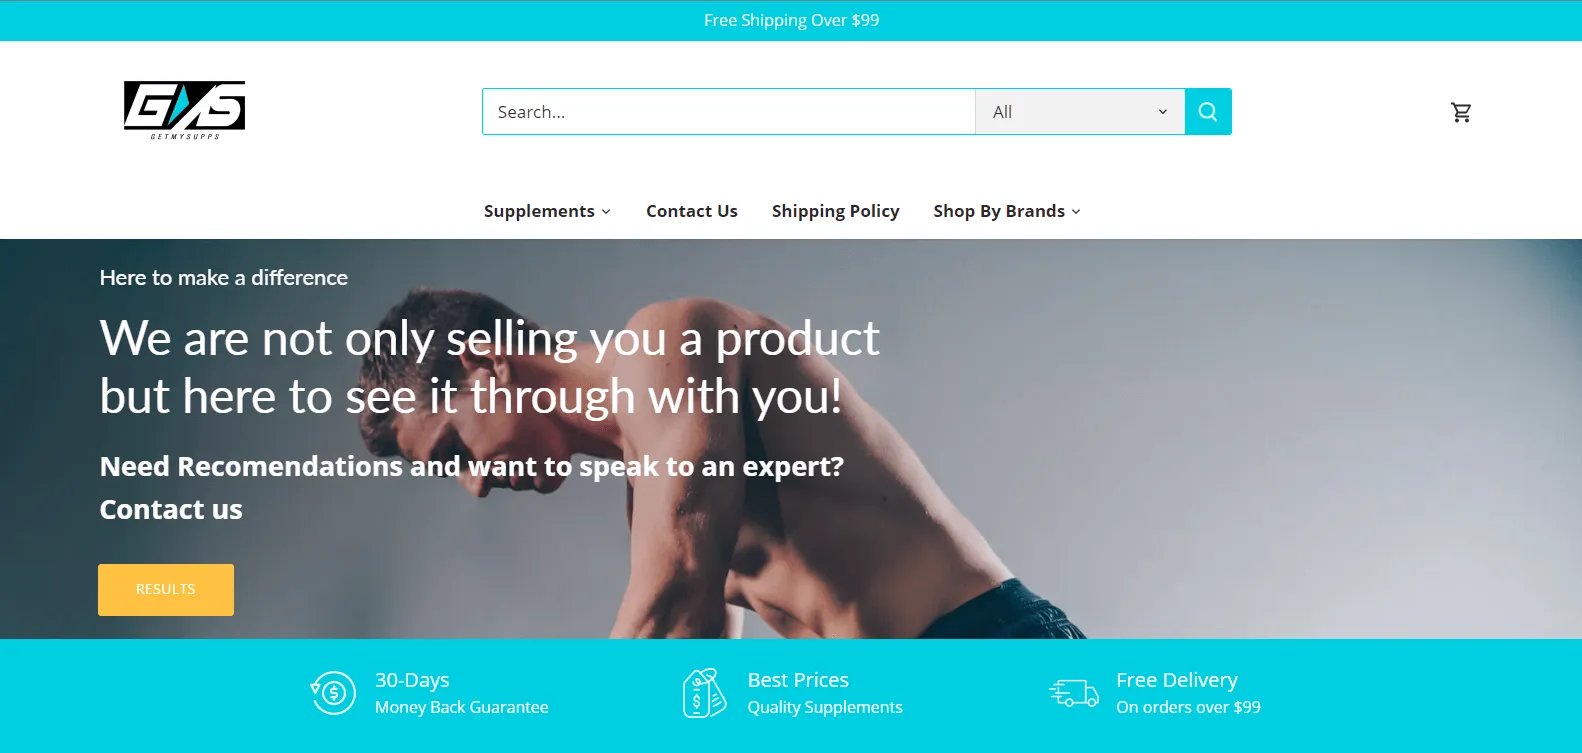 Free Shipping Over $99
GMS
GETMYSUPPS
Search...
All
Supplements
Contact Us
Shipping Policy
Shop By Brands
Here to make a difference
We are not only selling you a product
but here to see it through with you!
Need Recomendations and want to speak to an expert?
Contact us
RESULTS
30-Days
Money Back Guarantee
Best Prices
Quality Supplements
Free Delivery
On orders over $99